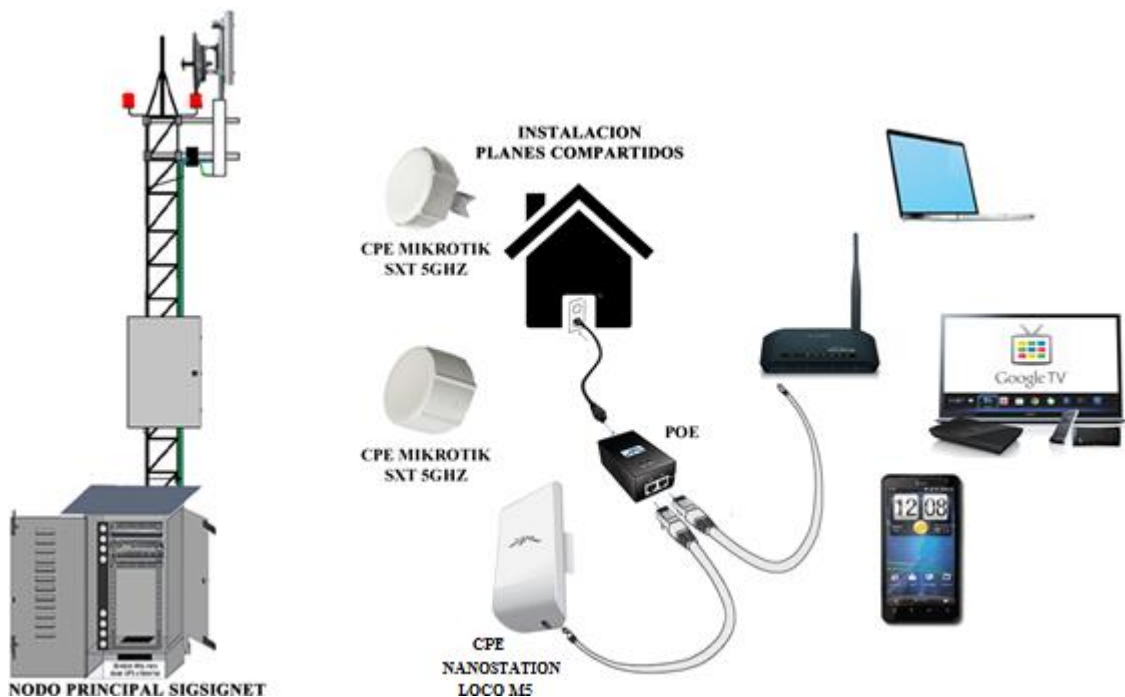 INSTALACION
PLANES COMPARTIDOS
CPE MIKROTIK
SXT 5GHZ
CPE MIKROTIK
SXT 5GHZ
POE
Google TV
12 08
CPE
NANOSTATION
LOCO M5
NODO PRINCIPAL SIGSIGNET